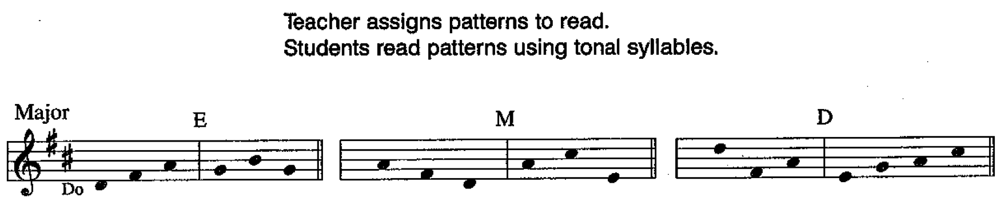 Teacher assigns patterns to read.
Students read patterns using tonal syllables.
Major
E
M
D
Do